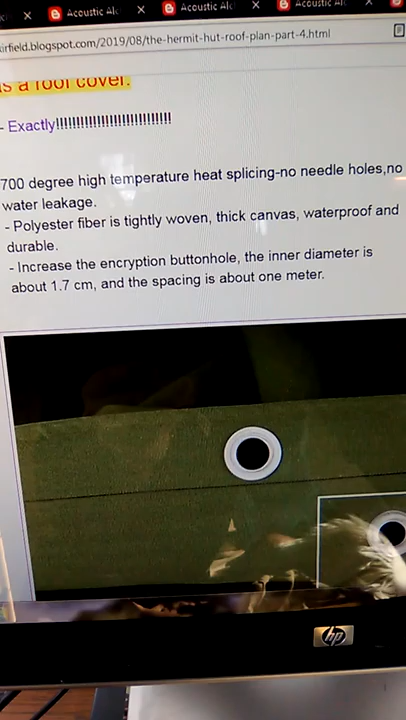 Acoustic Al
Acoustic Al
Acoustic Al
irfield.blogspot.com/2019/08/the-hermit-hut-roof-plan-part-4.html
is a roof cover.
- Exactly!!!!!!!!!!!!!!!!!!!!!!!!!!!!
700 degree high temperature heat splicing-no needle holes,no
water leakage.
- Polyester fiber is tightly woven, thick canvas, waterproof and
durable.
- Increase the encryption buttonhole, the inner diameter is
about 1.7 cm, and the spacing is about one meter.
hp